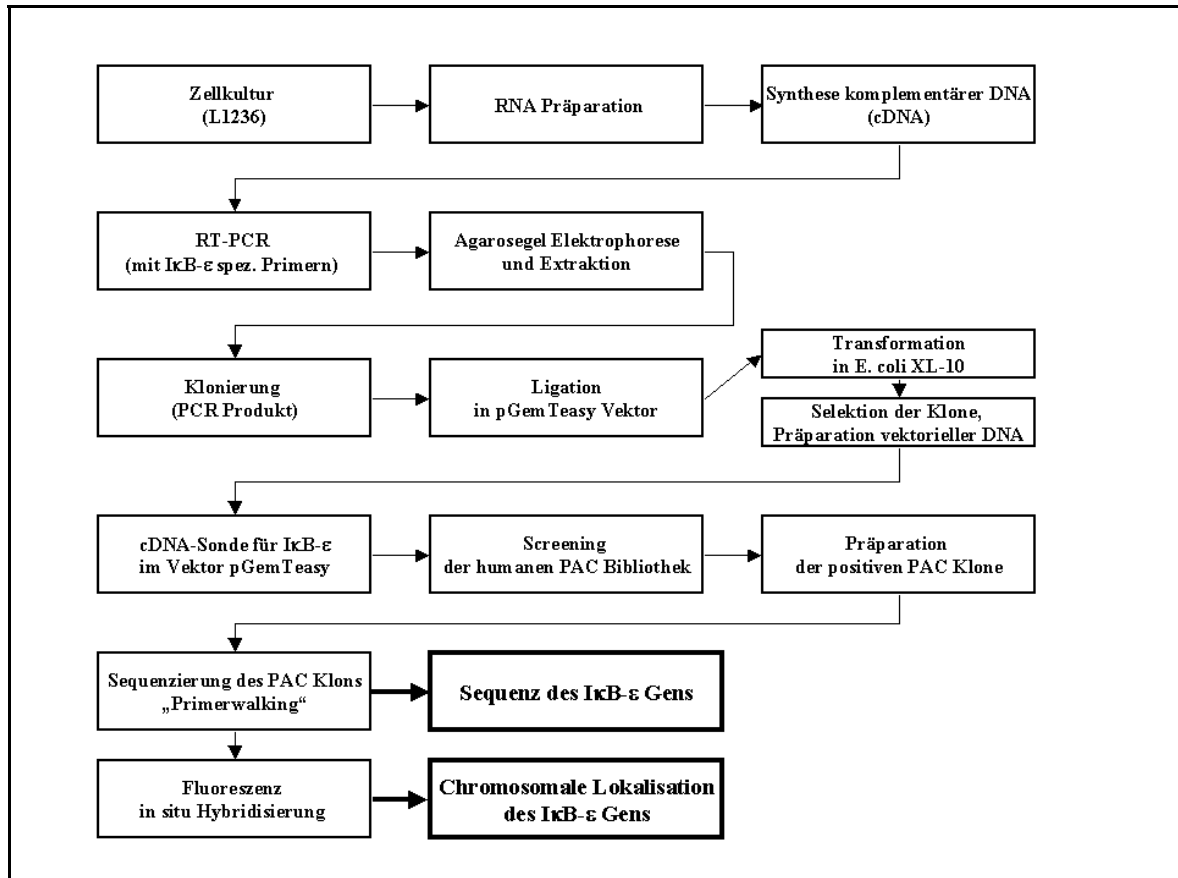 Zellkultur
(L1236)
RNA Präparation
Synthese komplementärer DNA
(cDNA)
RT-PCR
(mit IκB-ε spez. Primern)
Agarosegel Elektrophorese
und Extraktion
Klonierung
(PCR Produkt)
Ligation
in pGemTeasy Vektor
Transformation
in E. coli XL-10
Selektion der Klone,
Präparation vektorieller DNA
cDNA-Sonde für IκB-ε
im Vektor pGemTeasy
Screening
der humanen PAC Bibliothek
Präparation
der positiven PAC Klone
Sequenzierung des PAC Klons
„Primerwalking“
Sequenz des IκB-ε Gens
Fluoreszenz
in situ Hybridisierung
Chromosomale Lokalisation
des IκB-ε Gens